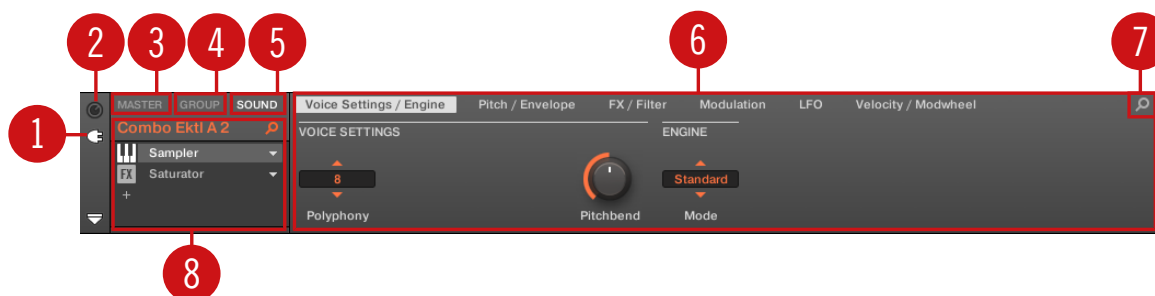 2 3 4 5 6 7
1
MASTER GROUP SOUND Voice Settings / Engine Pitch / Envelope FX / Filter Modulation LFO Velocity / Modwheel
Combo Ektl A 2
VOICE SETTINGS ENGINE
Sampler
FX Saturator
8 Standard
+
Polyphony Pitchbend Mode
8